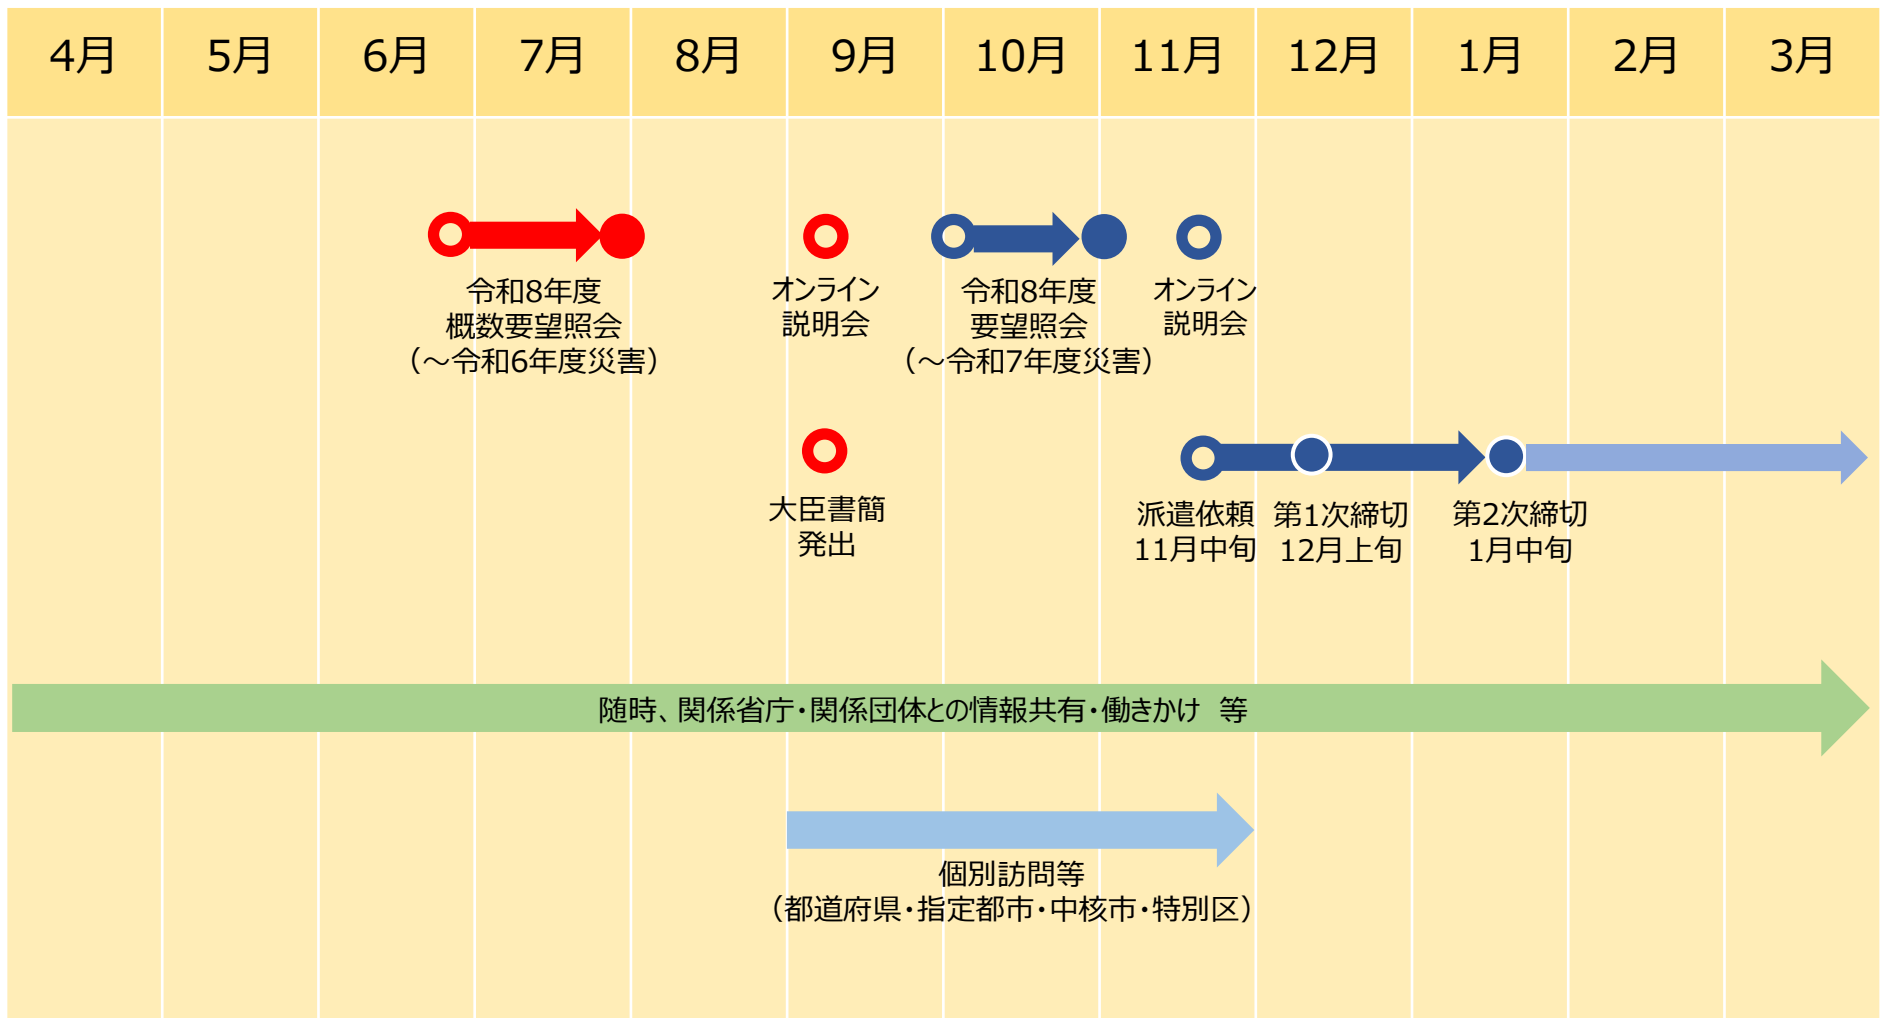 4月 5月 6月 7月 8月 9月 10月 11月 12月 1月 2月 3月
令和8年度
概数要望照会
（～令和6年度災害）
オンライン
説明会
令和8年度
要望照会
（～令和7年度災害）
オンライン
説明会
大臣書簡
発出
派遣依頼
11月中旬
第1次締切
12月上旬
第2次締切
1月中旬
随時、関係省庁・関係団体との情報共有・働きかけ　等
個別訪問等
（都道府県・指定都市・中核市・特別区）